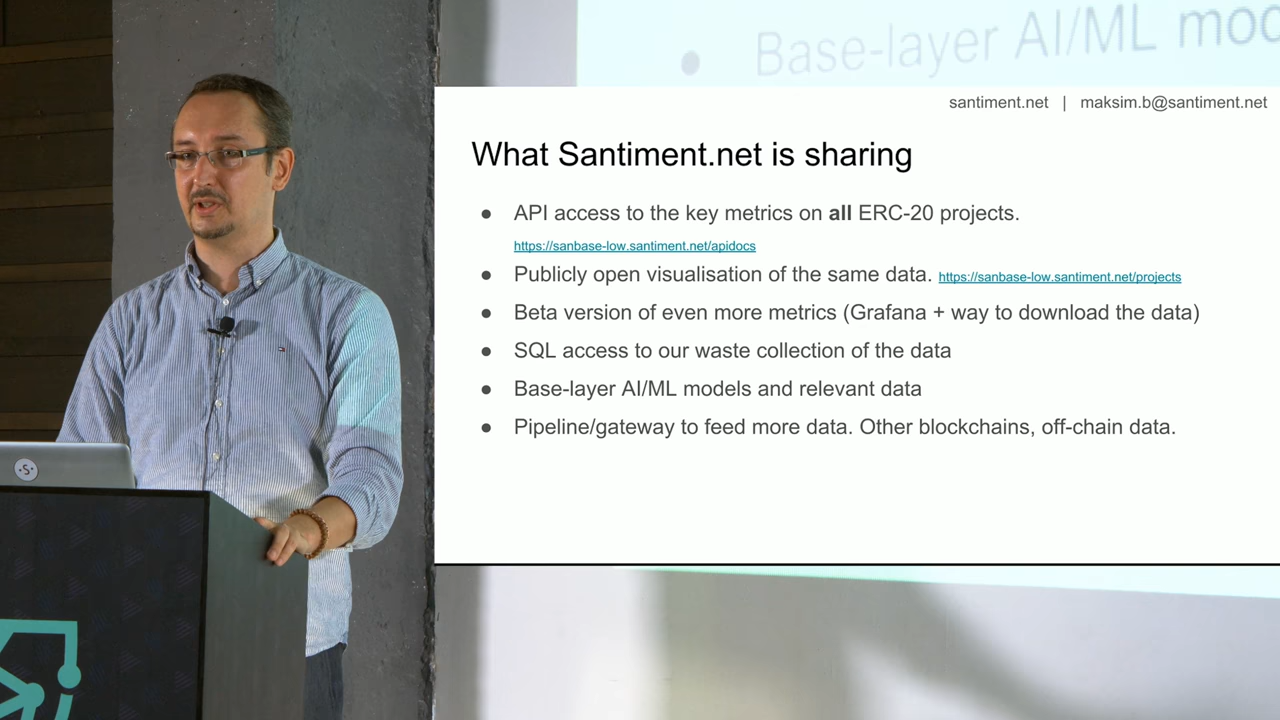 Base-layer AI/ML
santiment.net | maksim.b@santiment.net
What Santiment.net is sharing
● API access to the key metrics on all ERC-20 projects.
https://sanbase-low.santiment.net/apidocs
● Publicly open visualisation of the same data. https://sanbase-low.santiment.net/projects
● Beta version of even more metrics (Grafana + way to download the data)
● SQL access to our waste collection of the data
● Base-layer AI/ML models and relevant data
● Pipeline/gateway to feed more data. Other blockchains, off-chain data.
·S·